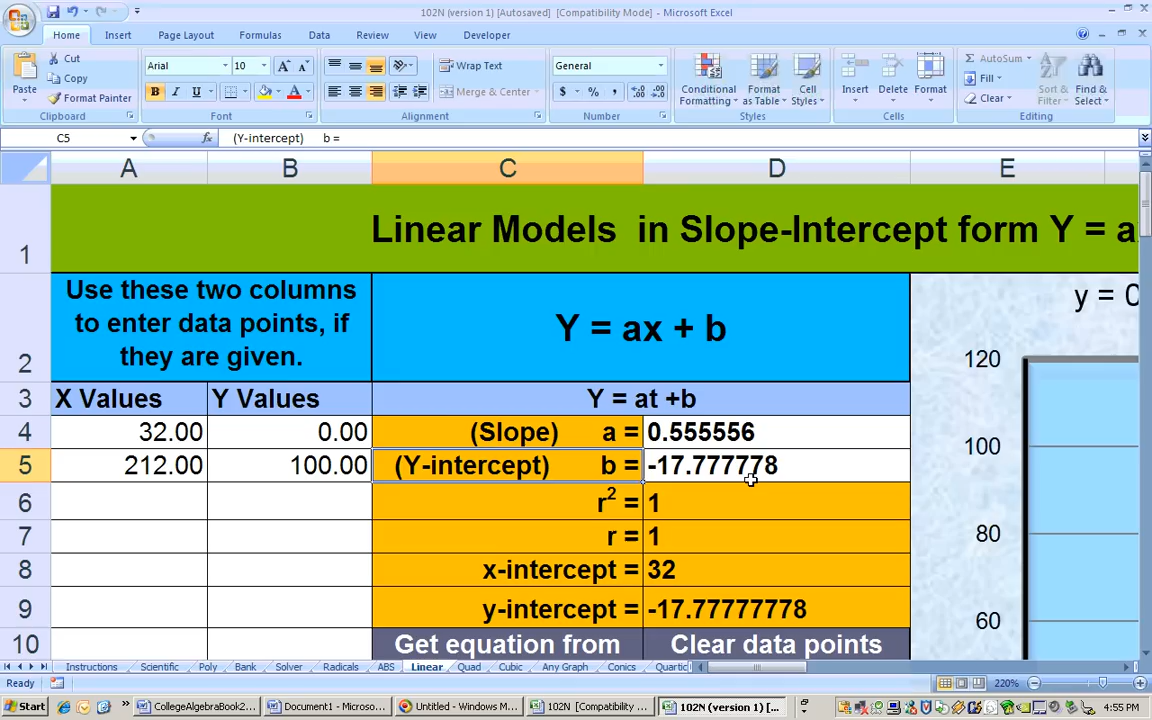 102N (version 1) [Autosaved] [Compatibility Mode] - Microsoft Excel
Home Insert Page Layout Formulas Data Review View Developer
Paste
Cut
Copy
Format Painter
Clipboard
Arial 10
B I U
Font
Wrap Text
Merge & Center
Alignment
General
$ % ,
Number
Conditional Formatting
Format as Table
Cell Styles
Styles
Insert
Delete
Format
Cells
AutoSum
Fill
Clear
Sort & Filter
Find & Select
Editing
C5 fx (Y-intercept) b =
A B C D E
1 Linear Models in Slope-Intercept form Y = a
2 Use these two columns
to enter data points, if
they are given.
Y = ax + b
y = 0
3 X Values Y Values Y = at +b
4 32.00 0.00 (Slope) a = 0.555556
5 212.00 100.00 (Y-intercept) b = -17.777778
6 r² = 1
7 r = 1
8 x-intercept = 32
9 y-intercept = -17.77777778
10 Get equation from Clear data points
120
100
80
60
Instructions Scientific Poly Bank Solver Radicals ABS Linear Quad Cubic Any Graph Conics Quartic
Ready 220%
Start CollegeAlgebraBook2... Document1 - Microso... Untitled - Windows M... 102N [Compatibility ... 102N (version 1) [... 4:55 PM